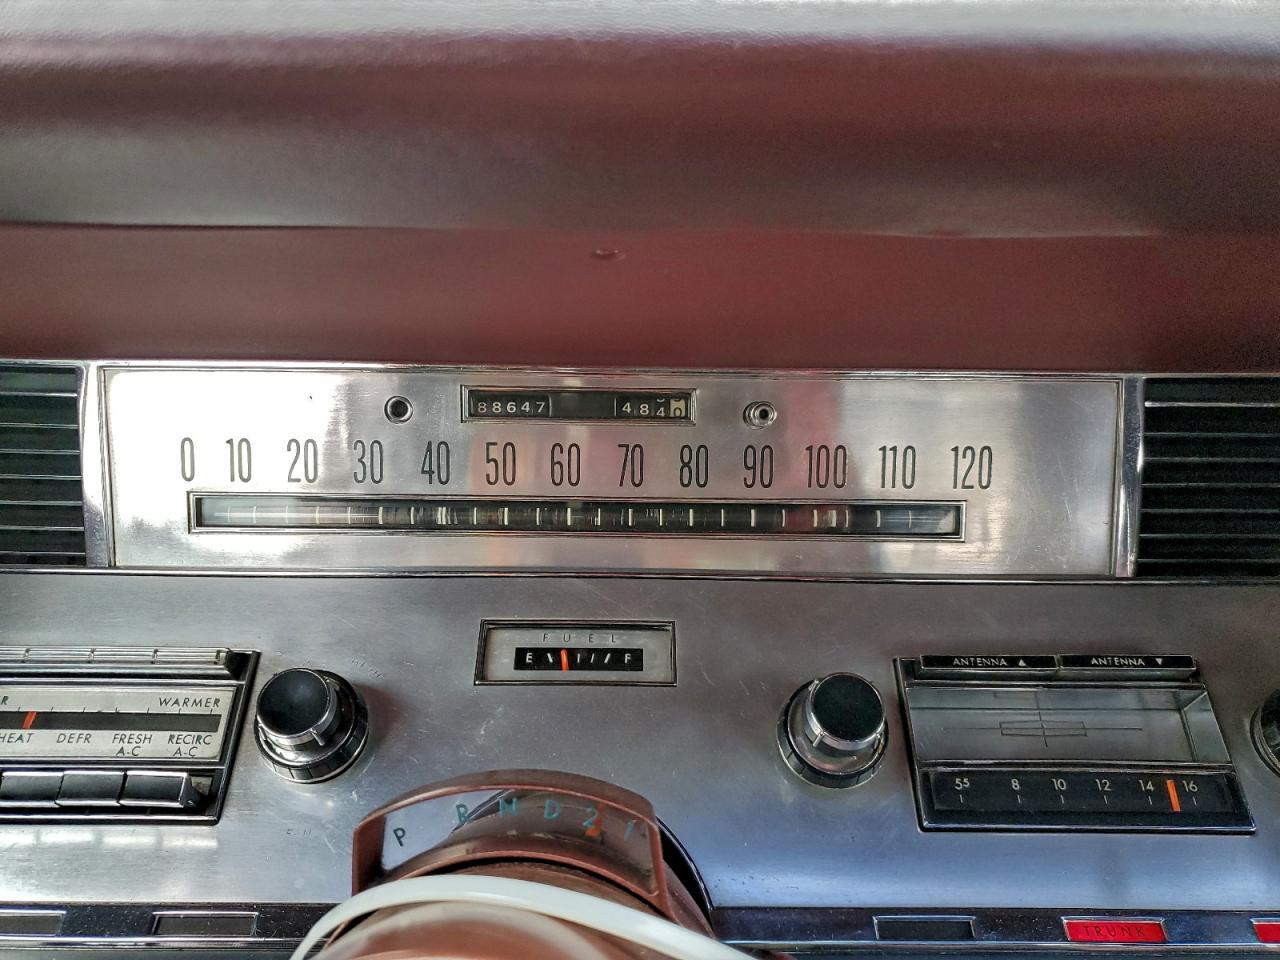 88647 4840
0 10 20 30 40 50 60 70 80 90 100 110 120
FUEL
E F
ANTENNA ▲ ANTENNA ▼
WARMER
HEAT DEFR FRESH A-C RECIRC A-C
55 8 10 12 14 16
P R N D 2 1
TRUNK